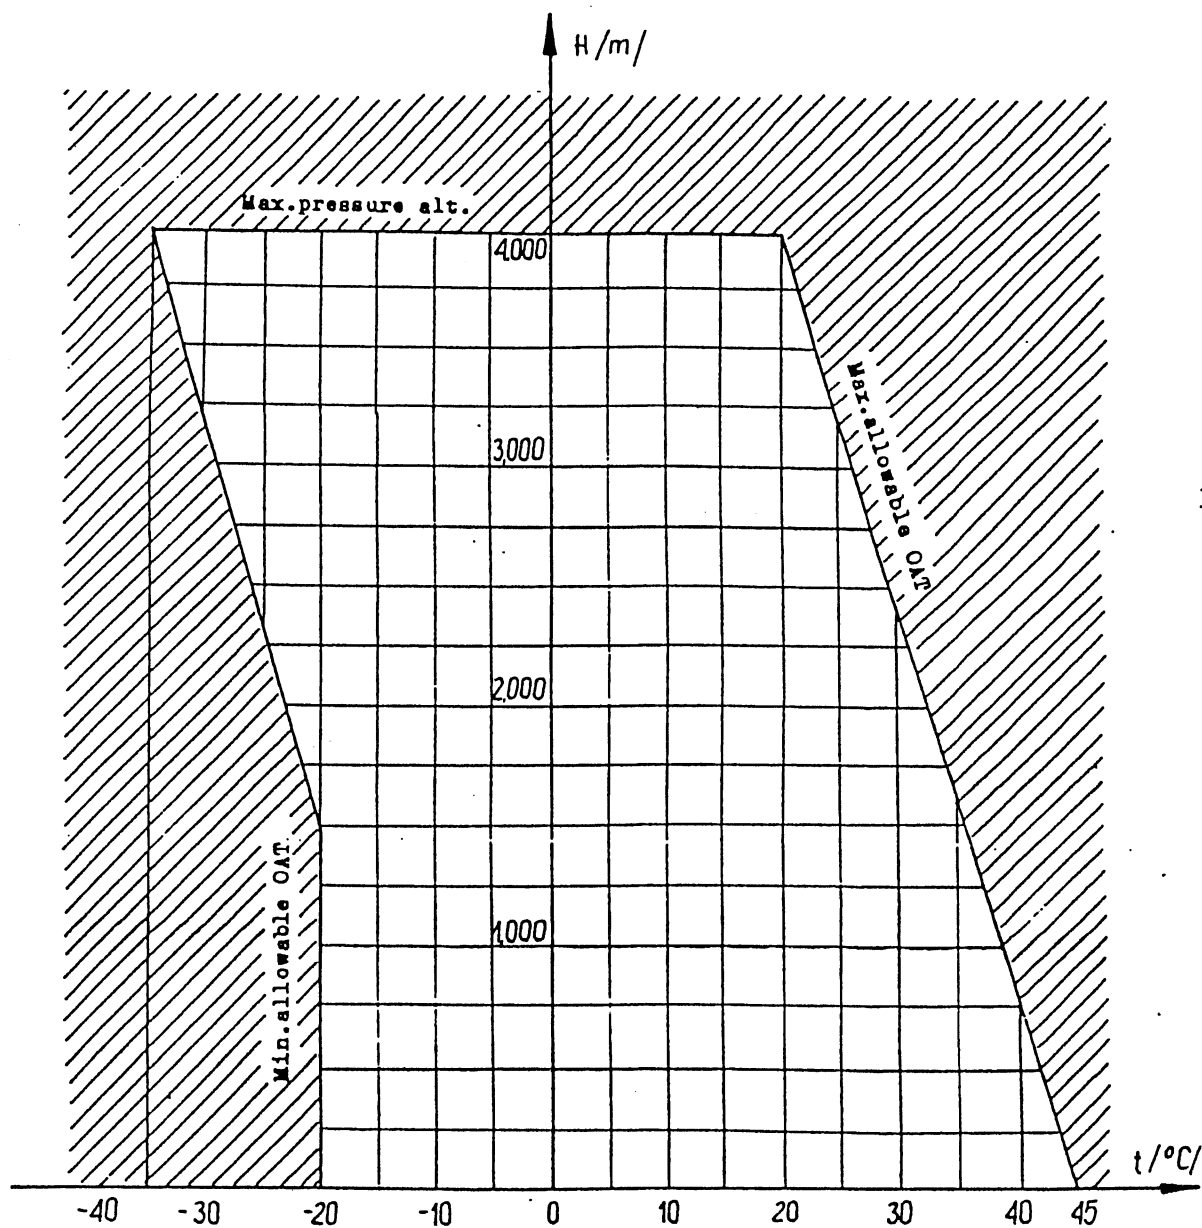 H /m/
Max.pressure alt.
4,000
Max.allowable OAT
3,000
2,000
Min.allowable OAT
1,000
t /°C/
-40 -30 -20 -10 0 10 20 30 40 45